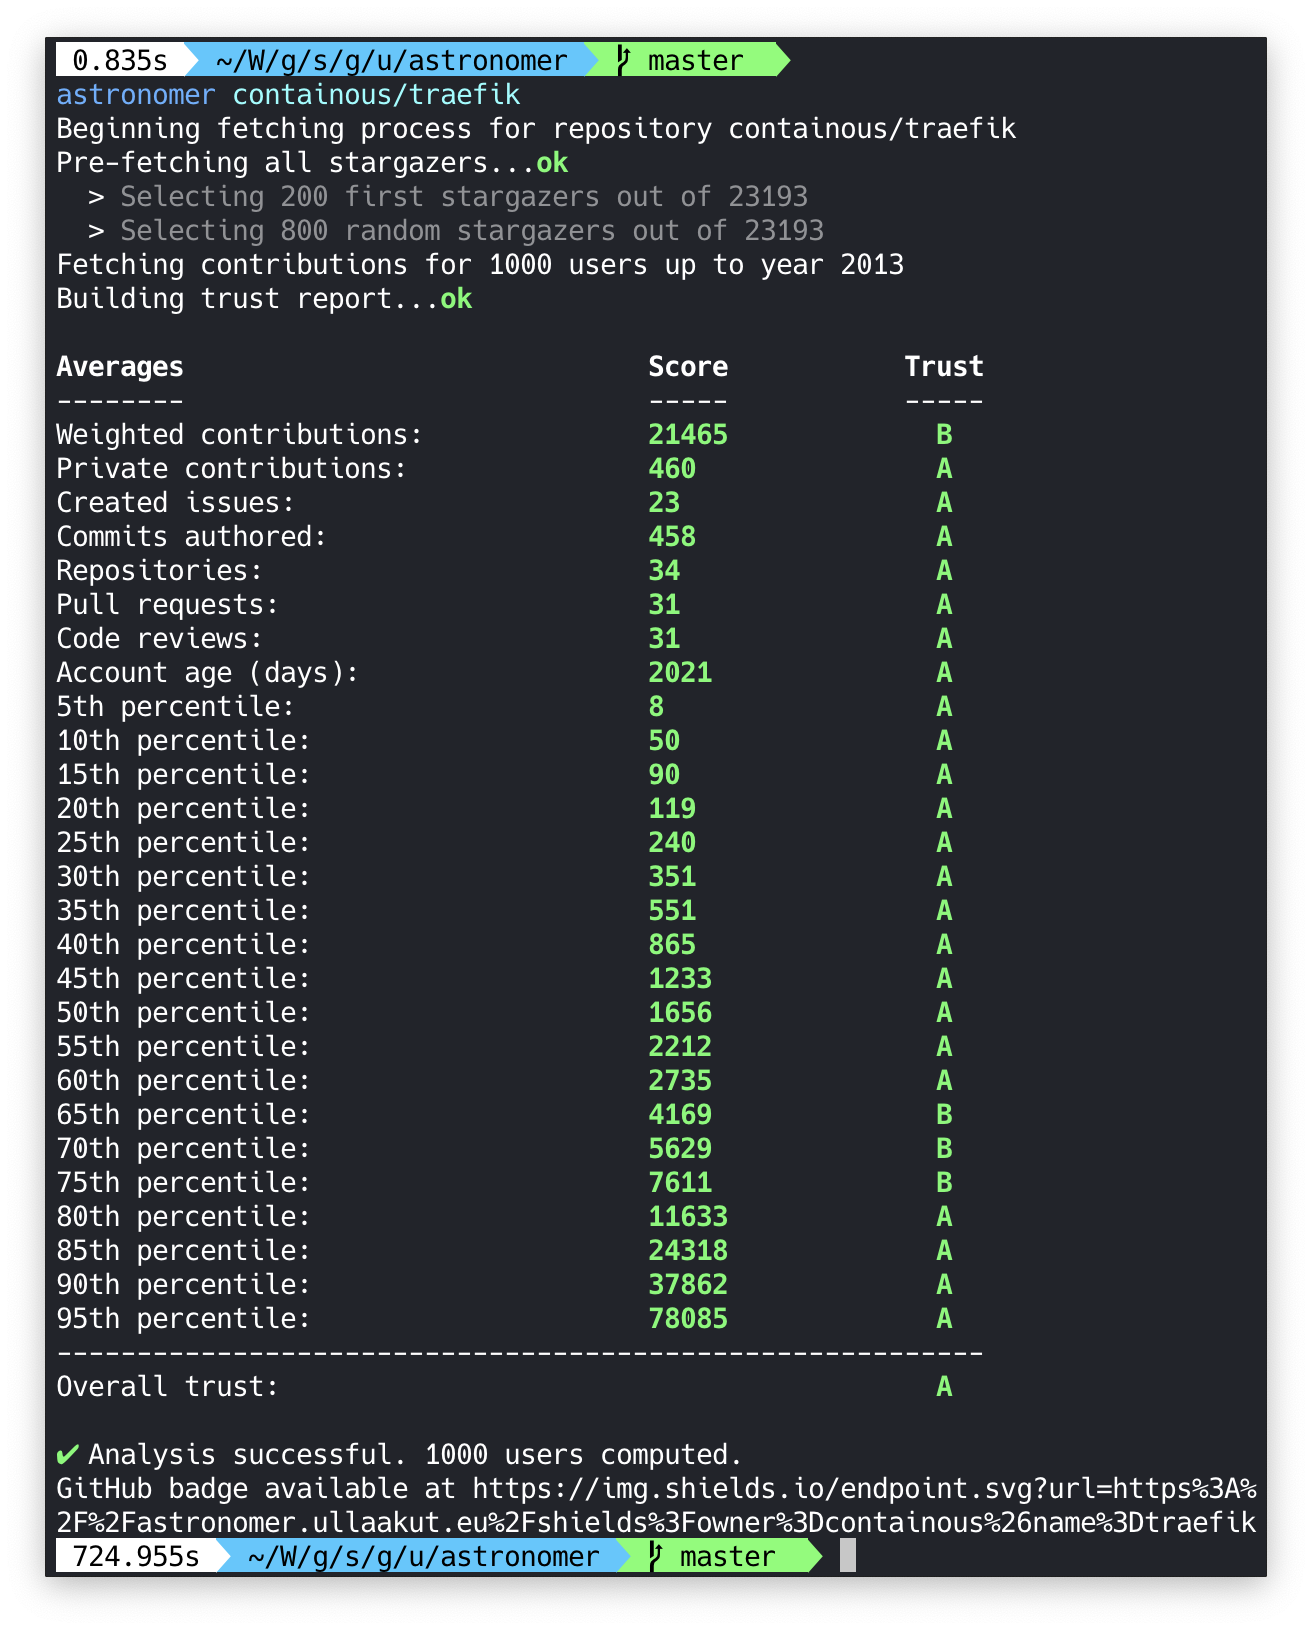 0.835s ~/W/g/s/g/u/astronomer master
astronomer containous/traefik
Beginning fetching process for repository containous/traefik
Pre-fetching all stargazers...ok
> Selecting 200 first stargazers out of 23193
> Selecting 800 random stargazers out of 23193
Fetching contributions for 1000 users up to year 2013
Building trust report...ok
Averages Score Trust
-------- ----- -----
Weighted contributions: 21465 B
Private contributions: 460 A
Created issues: 23 A
Commits authored: 458 A
Repositories: 34 A
Pull requests: 31 A
Code reviews: 31 A
Account age (days): 2021 A
5th percentile: 8 A
10th percentile: 50 A
15th percentile: 90 A
20th percentile: 119 A
25th percentile: 240 A
30th percentile: 351 A
35th percentile: 551 A
40th percentile: 865 A
45th percentile: 1233 A
50th percentile: 1656 A
55th percentile: 2212 A
60th percentile: 2735 A
65th percentile: 4169 B
70th percentile: 5629 B
75th percentile: 7611 B
80th percentile: 11633 A
85th percentile: 24318 A
90th percentile: 37862 A
95th percentile: 78085 A
----------------------------------------------------------
Overall trust: A
✔ Analysis successful. 1000 users computed.
GitHub badge available at https://img.shields.io/endpoint.svg?url=https%3A%
2F%2Fastronomer.ullaakut.eu%2Fshields%3Fowner%3Dcontainous%26name%3Dtraefik
724.955s ~/W/g/s/g/u/astronomer master